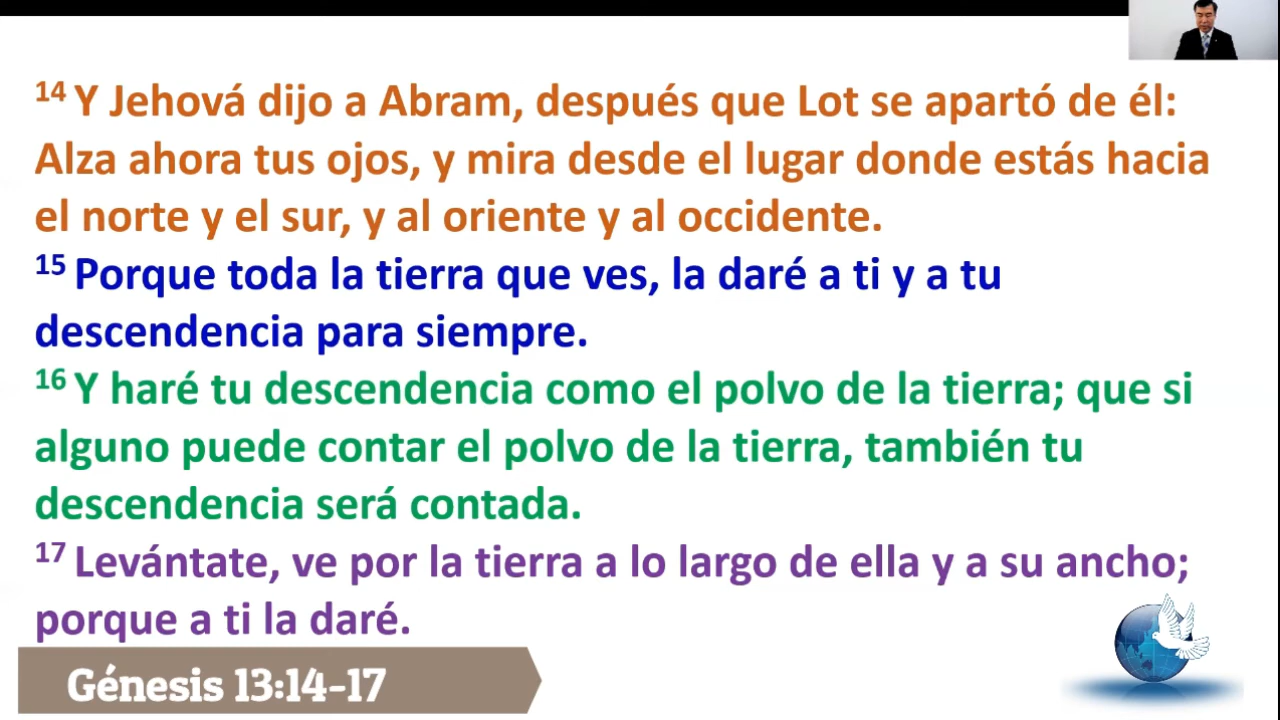 14 Y Jehová dijo a Abram, después que Lot se apartó de él:
Alza ahora tus ojos, y mira desde el lugar donde estás hacia
el norte y el sur, y al oriente y al occidente.
15 Porque toda la tierra que ves, la daré a ti y a tu
descendencia para siempre.
16 Y haré tu descendencia como el polvo de la tierra; que si
alguno puede contar el polvo de la tierra, también tu
descendencia será contada.
17 Levántate, ve por la tierra a lo largo de ella y a su ancho;
porque a ti la daré.
Génesis 13:14-17